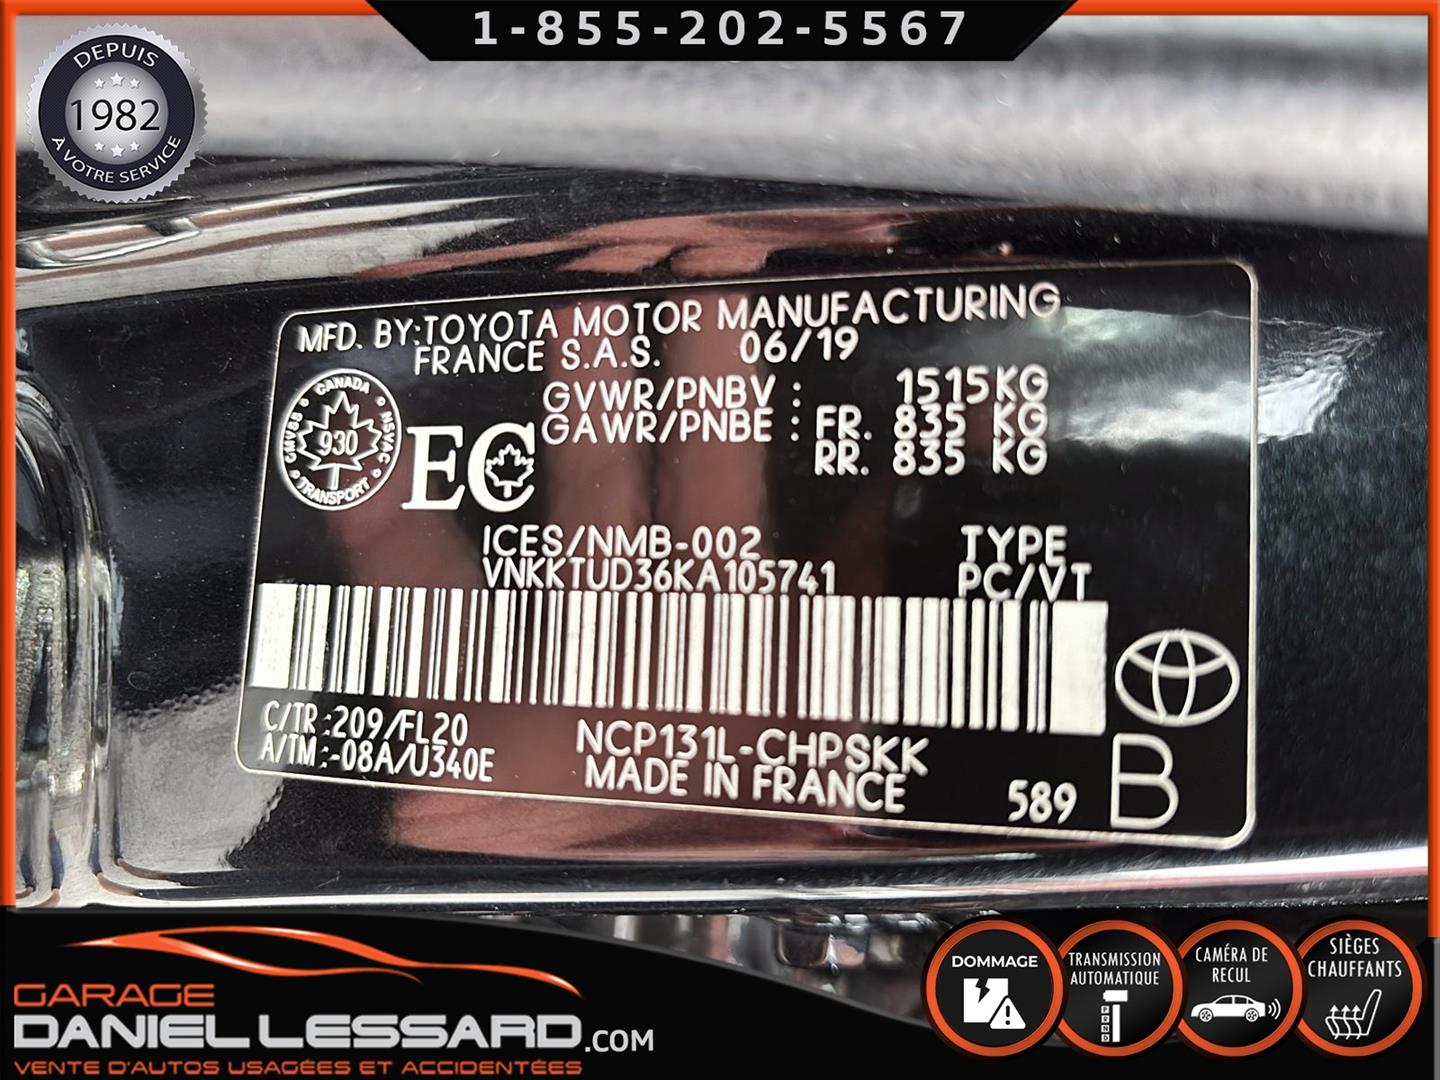 1-855-202-5567
DEPUIS
1982
À VOTRE SERVICE
MFD. BY:TOYOTA MOTOR MANUFACTURING
FRANCE S.A.S. 06/19
GVWR/PNBV : 1515KG
GAWR/PNBE : FR. 835 KG
RR. 835 KG
CANADA
CMVSS NSVAC
930
TRANSPORT
EC
ICES/NMB-002
VNKKTUD36KA105741
TYPE
PC/VT
C/TR :209/FL20
A/TM :-08A/U340E
NCP131L-CHPSKK
MADE IN FRANCE
589
B
GARAGE
DANIEL LESSARD.COM
VENTE D'AUTOS USAGÉES ET ACCIDENTÉES
DOMMAGE
TRANSMISSION
AUTOMATIQUE
P
R
N
D
CAMÉRA DE
RECUL
SIÈGES
CHAUFFANTS